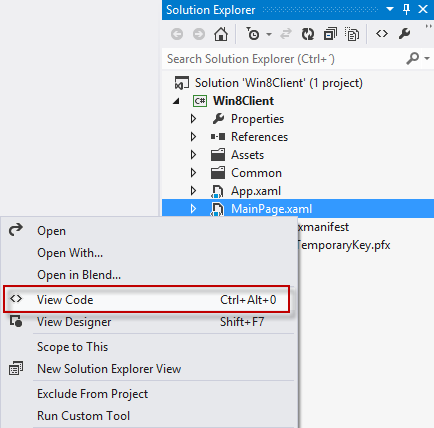 Solution Explorer
Search Solution Explorer (Ctrl+´)
Solution 'Win8Client' (1 project)
C# Win8Client
Properties
References
Assets
Common
App.xaml
MainPage.xaml
xmanifest
TemporaryKey.pfx
Open
Open With...
Open in Blend...
View Code Ctrl+Alt+0
View Designer Shift+F7
Scope to This
New Solution Explorer View
Exclude From Project
Run Custom Tool